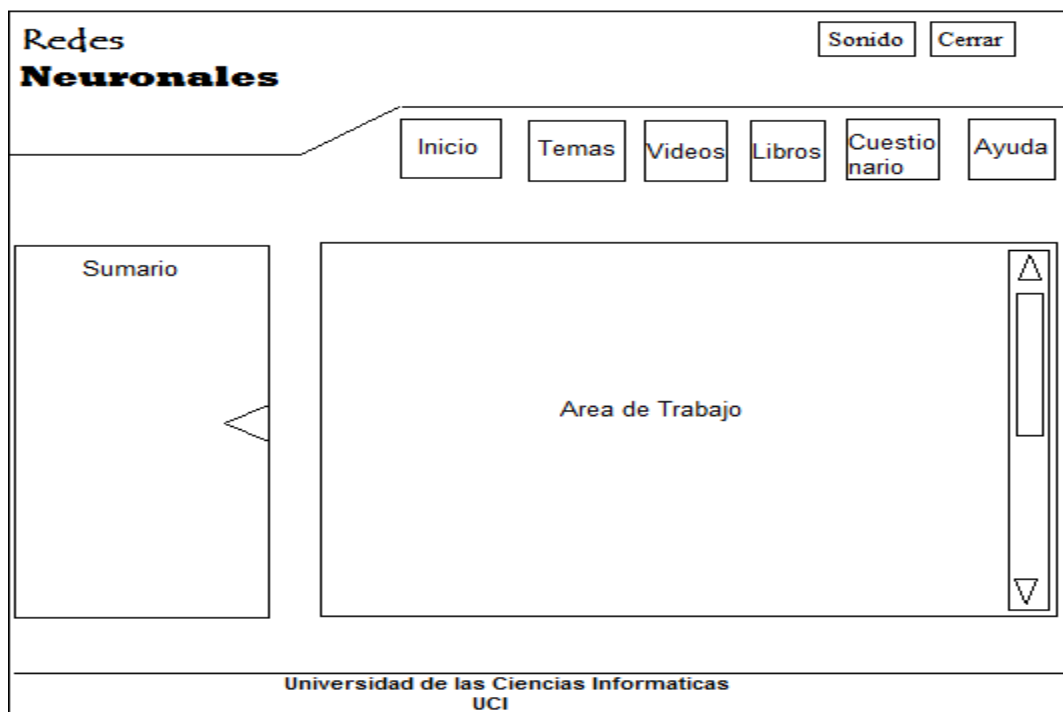 Redes
Neuronales
Sonido
Cerrar
Inicio
Temas
Videos
Libros
Cuestio
nario
Ayuda
Sumario
Area de Trabajo
Universidad de las Ciencias Informaticas
UCI